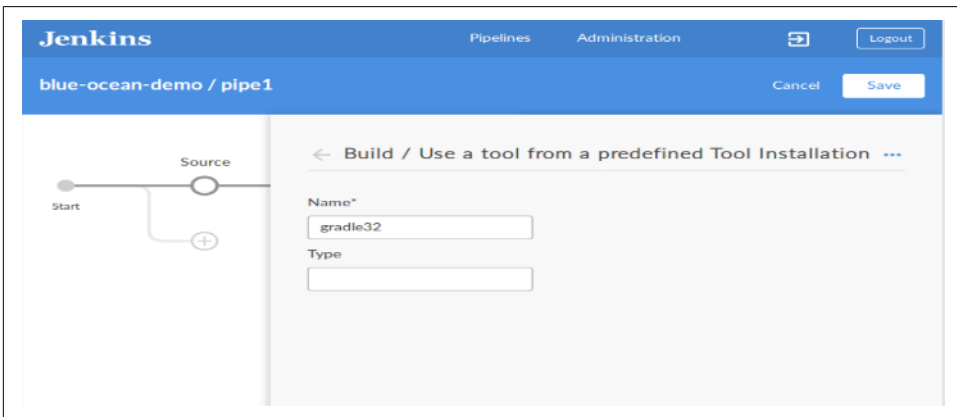 Jenkins Pipelines Administration Logout
blue-ocean-demo / pipe1 Cancel Save
Build / Use a tool from a predefined Tool Installation ...
Source
Start
Name*
gradle32
Type